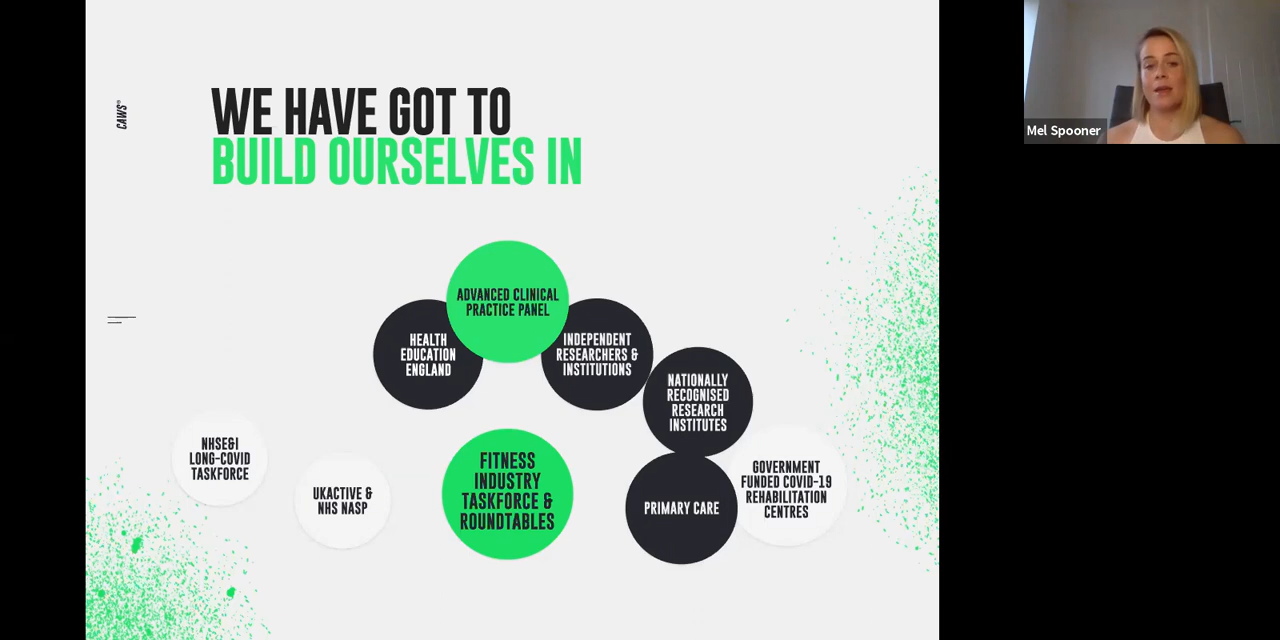 CAWS®
WE HAVE GOT TO
BUILD OURSELVES IN
ADVANCED CLINICAL
PRACTICE PANEL
HEALTH
EDUCATION
ENGLAND
INDEPENDENT
RESEARCHERS &
INSTITUTIONS
NATIONALLY
RECOGNISED
RESEARCH
INSTITUTES
NHSE&I
LONG-COVID
TASKFORCE
UKACTIVE &
NHS NASP
FITNESS
INDUSTRY
TASKFORCE &
ROUNDTABLES
PRIMARY CARE
GOVERNMENT
FUNDED COVID-19
REHABILITATION
CENTRES
Mel Spooner